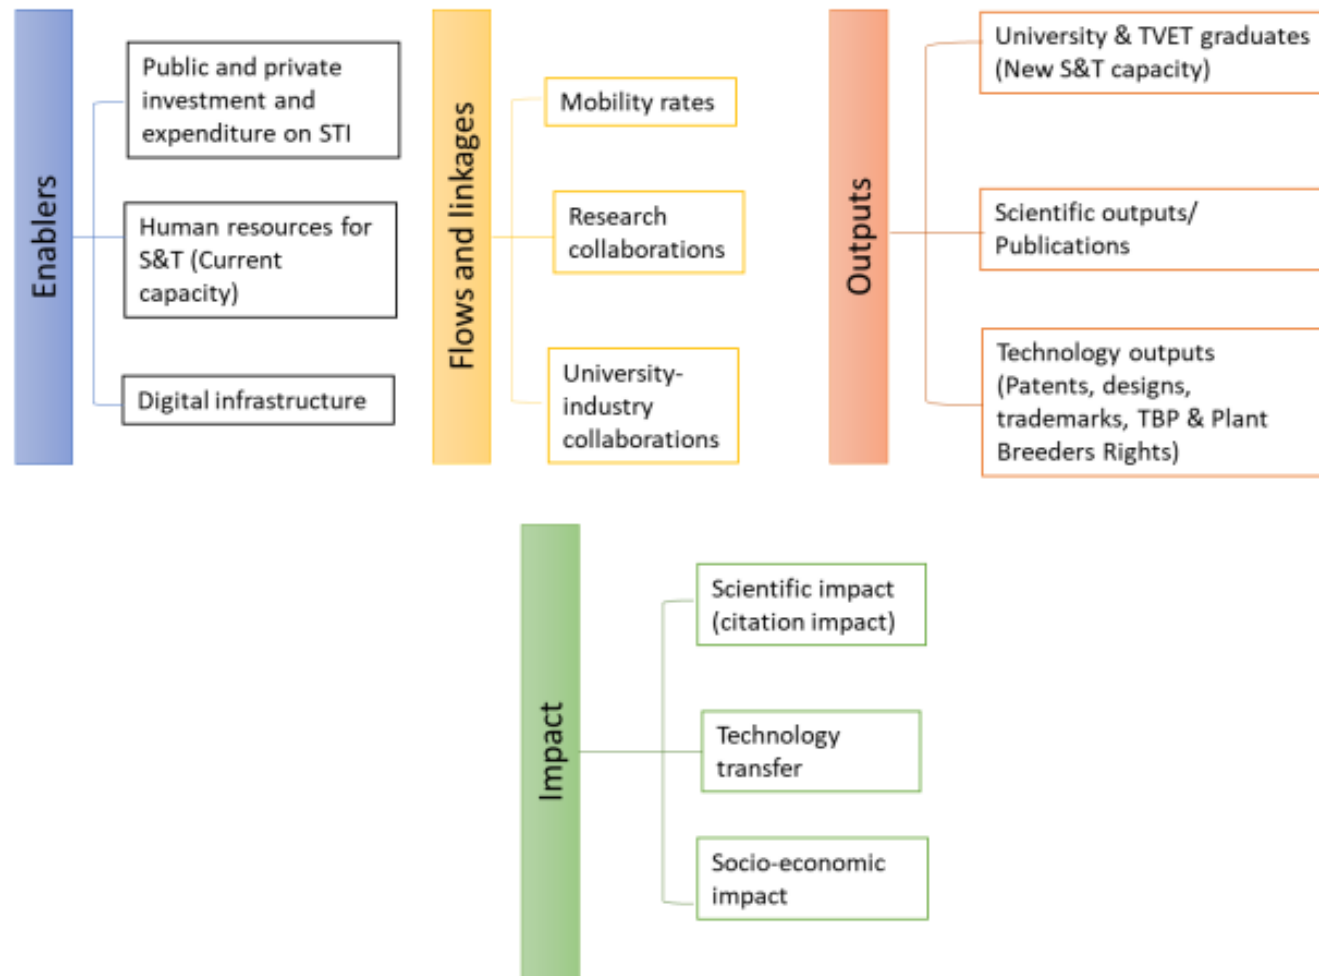 Enablers
Public and private
investment and
expenditure on STI
Human resources for
S&T (Current
capacity)
Digital infrastructure
Flows and linkages
Mobility rates
Research
collaborations
University-
industry
collaborations
Outputs
University & TVET graduates
(New S&T capacity)
Scientific outputs/
Publications
Technology outputs
(Patents, designs,
trademarks, TBP & Plant
Breeders Rights)
Impact
Scientific impact
(citation impact)
Technology
transfer
Socio-economic
impact